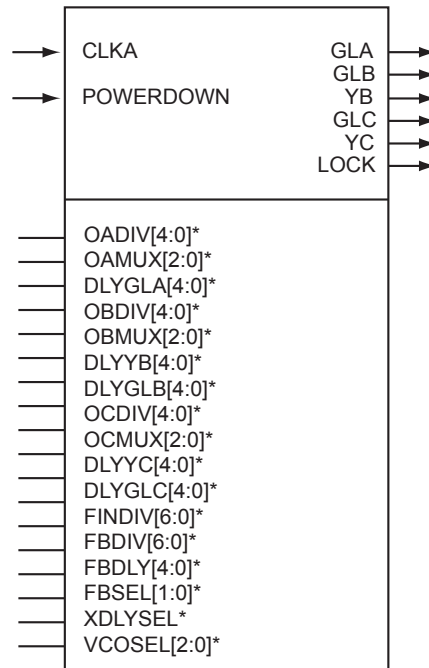 CLKA
GLA
GLB
POWERDOWN
YB
GLC
YC
LOCK
OADIV[4:0]*
OAMUX[2:0]*
DLYGLA[4:0]*
OBDIV[4:0]*
OBMUX[2:0]*
DLYYB[4:0]*
DLYGLB[4:0]*
OCDIV[4:0]*
OCMUX[2:0]*
DLYYC[4:0]*
DLYGLC[4:0]*
FINDIV[6:0]*
FBDIV[6:0]*
FBDLY[4:0]*
FBSEL[1:0]*
XDLYSEL*
VCOSEL[2:0]*